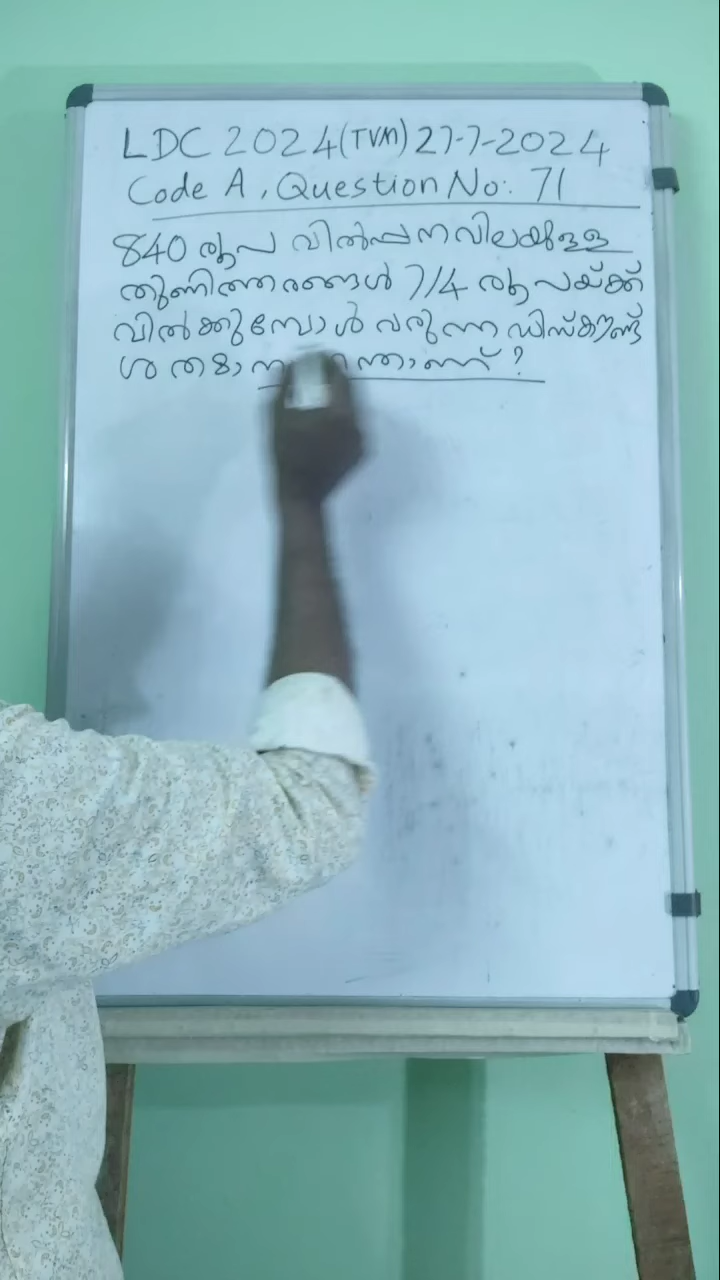 LDC 2024(TVM) 27-7-2024
Code A, Question No: 71
840 രൂപ വിൽപ്പനവിലയുള്ള
തുണിത്തരങ്ങൾ 714 രൂപയ്ക്ക്
വിൽക്കുമ്പോൾ വരുന്ന ഡിസ്കൗണ്ട്
?